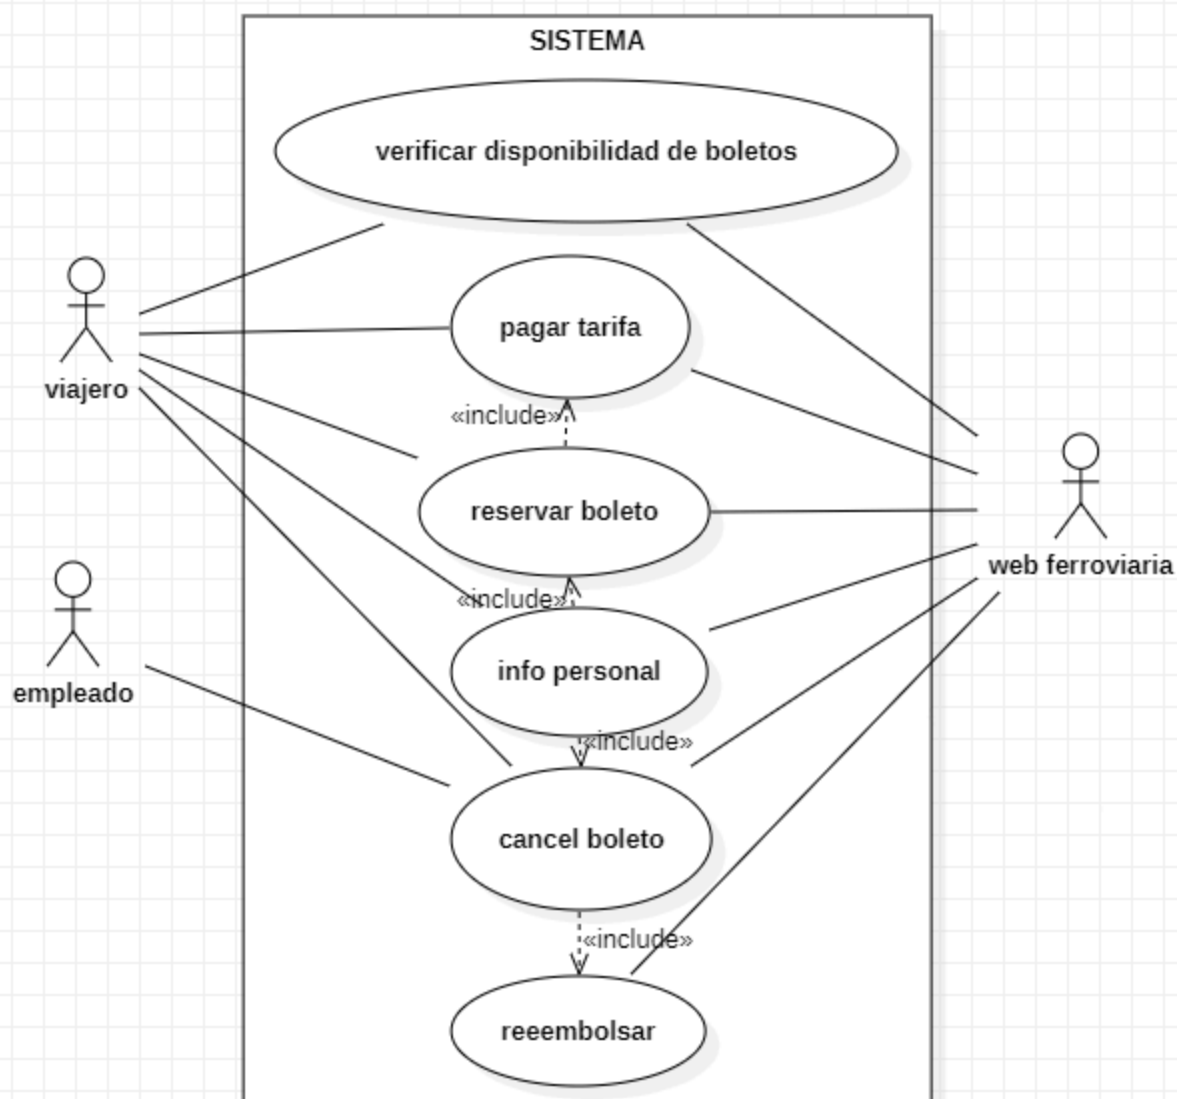 SISTEMA
verificar disponibilidad de boletos
pagar tarifa
viajero
«include»
reservar boleto
web ferroviaria
«include»
info personal
empleado
«include»
cancel boleto
«include»
reeembolsar